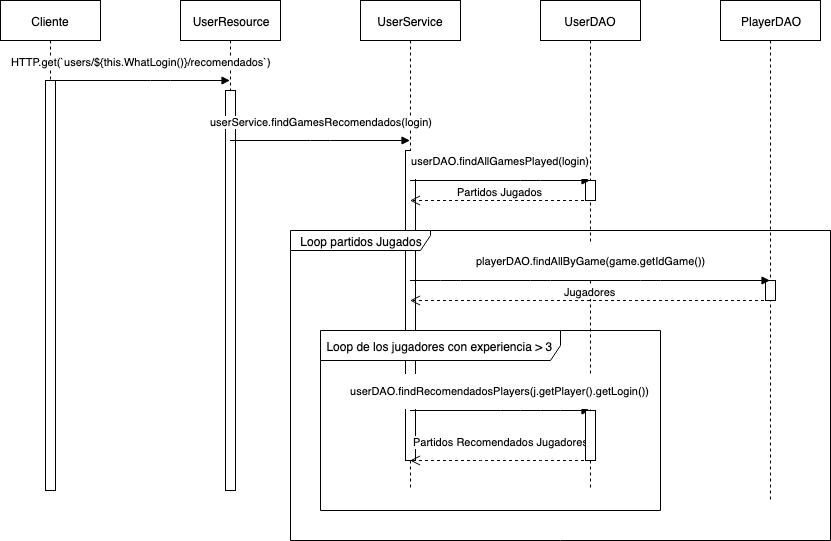 Cliente
UserResource
UserService
UserDAO
PlayerDAO
HTTP.get(`users/${this.WhatLogin()}/recomendados`)
userService.findGamesRecomendados(login)
userDAO.findAllGamesPlayed(login)
Partidos Jugados
Loop partidos Jugados
playerDAO.findAllByGame(game.getIdGame())
Jugadores
Loop de los jugadores con experiencia > 3
userDAO.findRecomendadosPlayers(j.getPlayer().getLogin())
Partidos Recomendados Jugadores